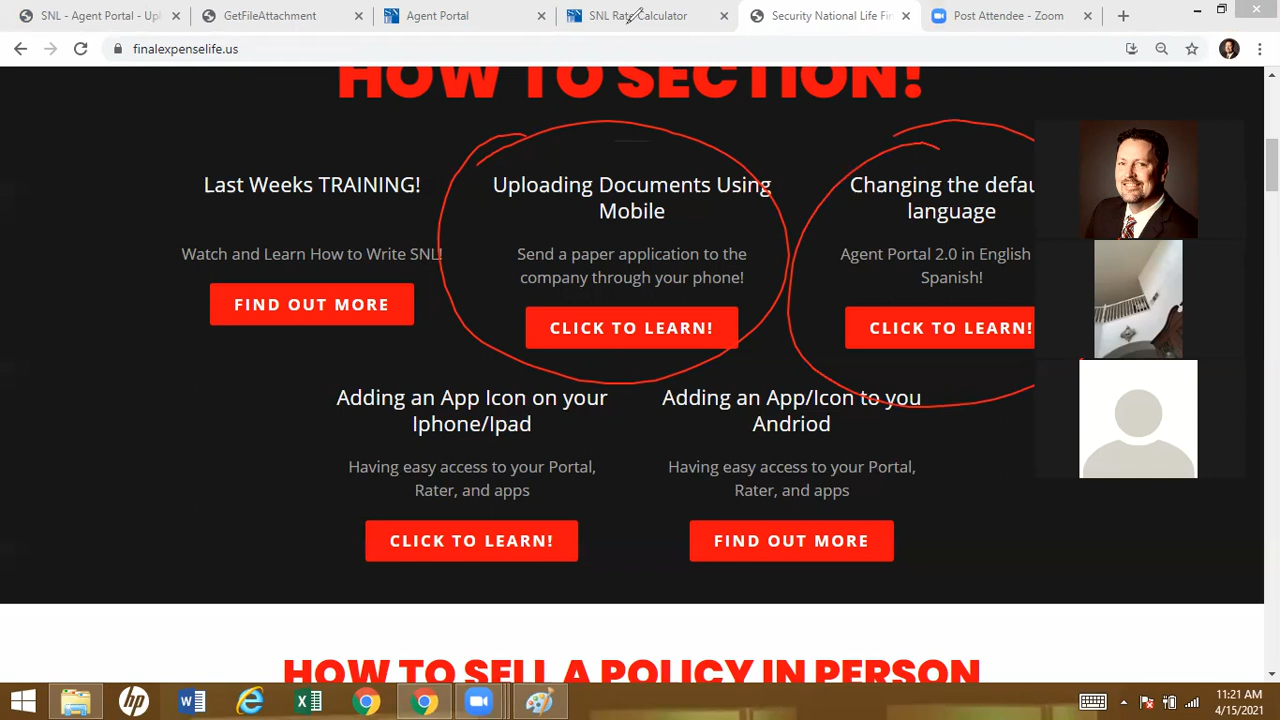 SNL - Agent Portal - Upl
GetFileAttachment
Agent Portal
SNL Rate Calculator
Security National Life Fin
Post Attendee - Zoom
finalexpenselife.us
HOW TO SECTION!
Last Weeks TRAINING!
Watch and Learn How to Write SNL!
FIND OUT MORE
Uploading Documents Using
Mobile
Send a paper application to the
company through your phone!
CLICK TO LEARN!
Changing the defau
language
Agent Portal 2.0 in English
Spanish!
CLICK TO LEARN!
Adding an App Icon on your
Iphone/Ipad
Having easy access to your Portal,
Rater, and apps
CLICK TO LEARN!
Adding an App/Icon to you
Andriod
Having easy access to your Portal,
Rater, and apps
FIND OUT MORE
HOW TO SELL A POLICY IN PERSON
11:21 AM
4/15/2021